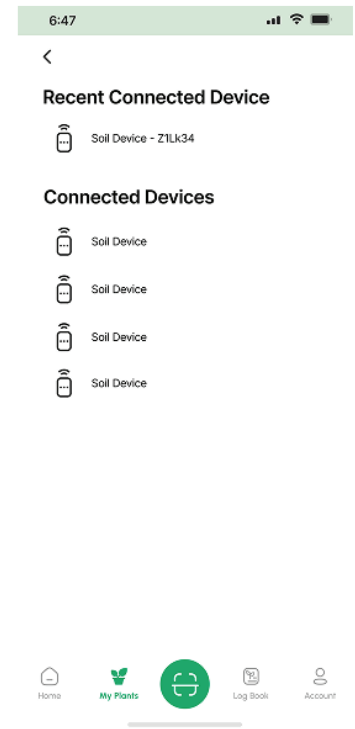 6:47
Recent Connected Device
Soil Device - Z1Lk34
Connected Devices
Soil Device
Soil Device
Soil Device
Soil Device
Home
My Plants
Log Book
Account